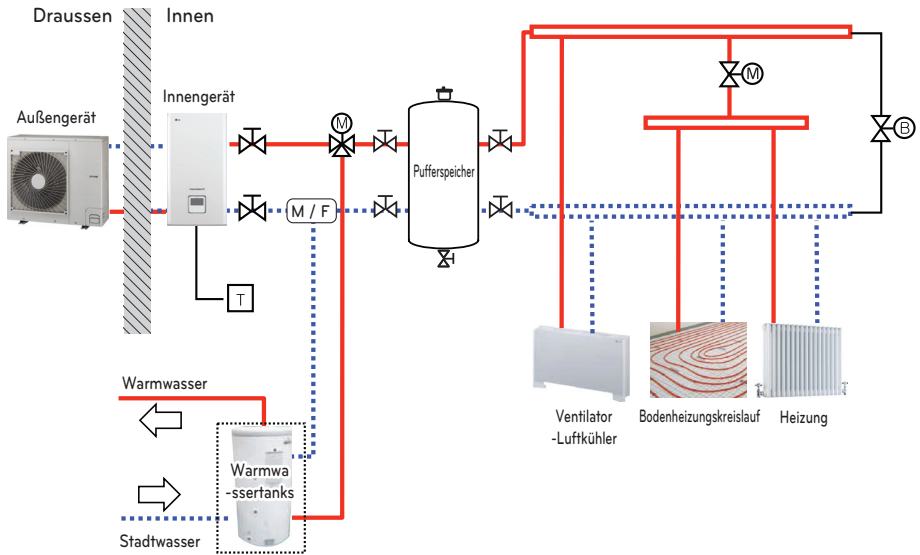 Draussen
Innen
Außengerät
Innengerät
M
M
B
Pufferspeicher
M / F
T
Warmwasser
Warmwa
-ssertanks
Stadtwasser
Ventilator
-Luftkühler
Bodenheizungskreislauf
Heizung